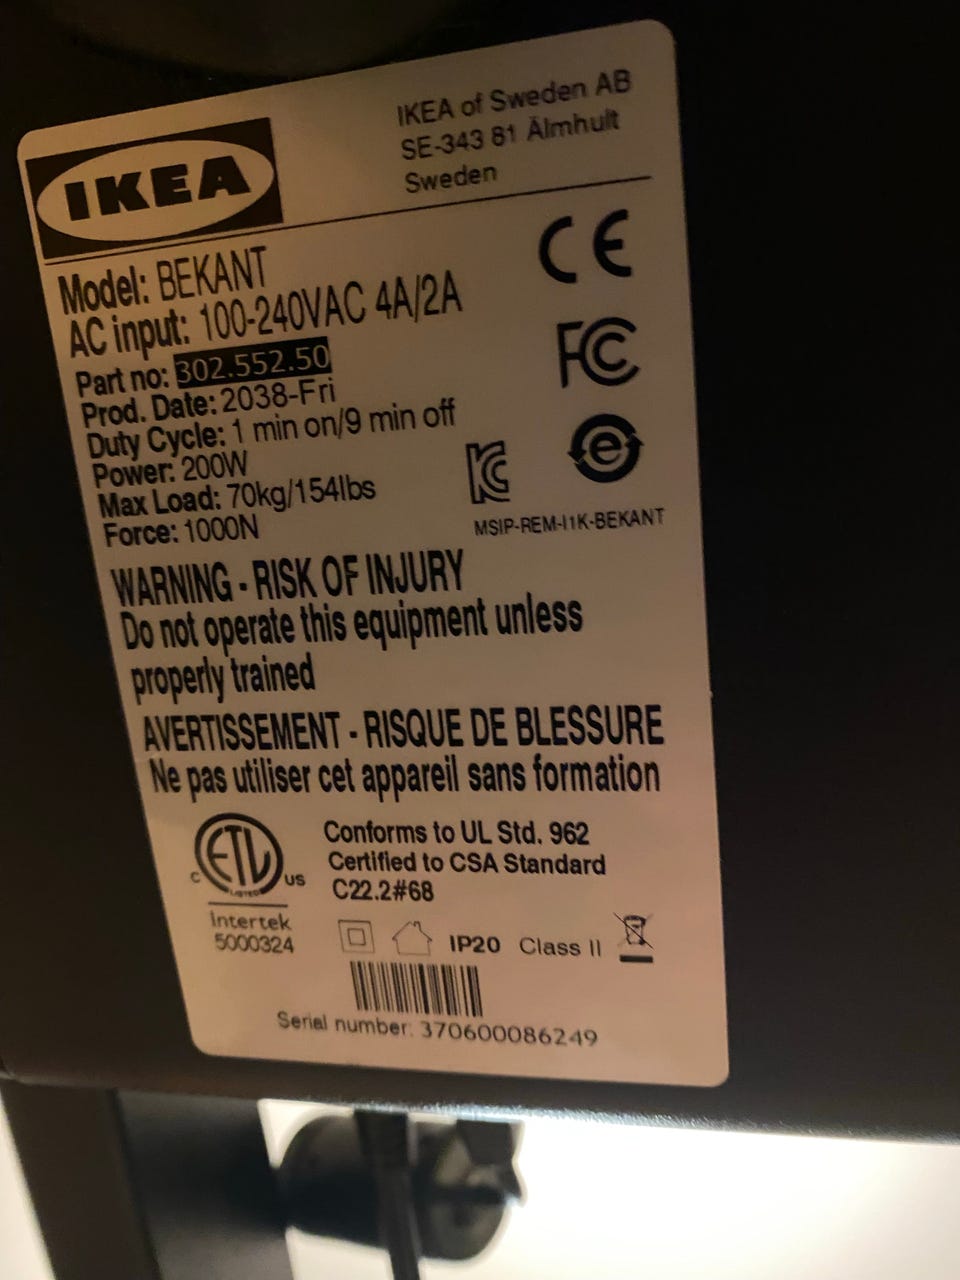 IKEA
IKEA of Sweden AB
SE-343 81 Älmhult
Sweden
Model: BEKANT
AC input: 100-240VAC 4A/2A
Part no: 302.552.50
Prod. Date: 2038-Fri
Duty Cycle: 1 min on/9 min off
Power: 200W
Max Load: 70kg/154lbs
Force: 1000N
CE
FC
e
KC
MSIP-REM-I1K-BEKANT
WARNING - RISK OF INJURY
Do not operate this equipment unless
properly trained
AVERTISSEMENT - RISQUE DE BLESSURE
Ne pas utiliser cet appareil sans formation
ETL
C LISTED US
Intertek
5000324
Conforms to UL Std. 962
Certified to CSA Standard
C22.2#68
IP20 Class II
Serial number: 370600086249